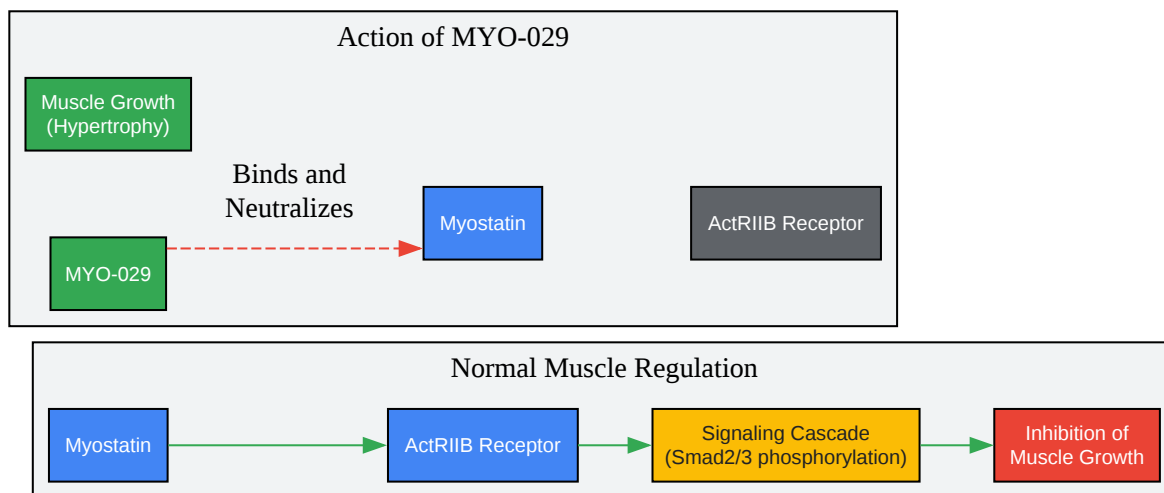 Action of MYO-029
Muscle Growth
(Hypertrophy)
Binds and
Neutralizes
Myostatin
ActRIIB Receptor
MYO-029
Normal Muscle Regulation
Myostatin
ActRIIB Receptor
Signaling Cascade
(Smad2/3 phosphorylation)
Inhibition of
Muscle Growth